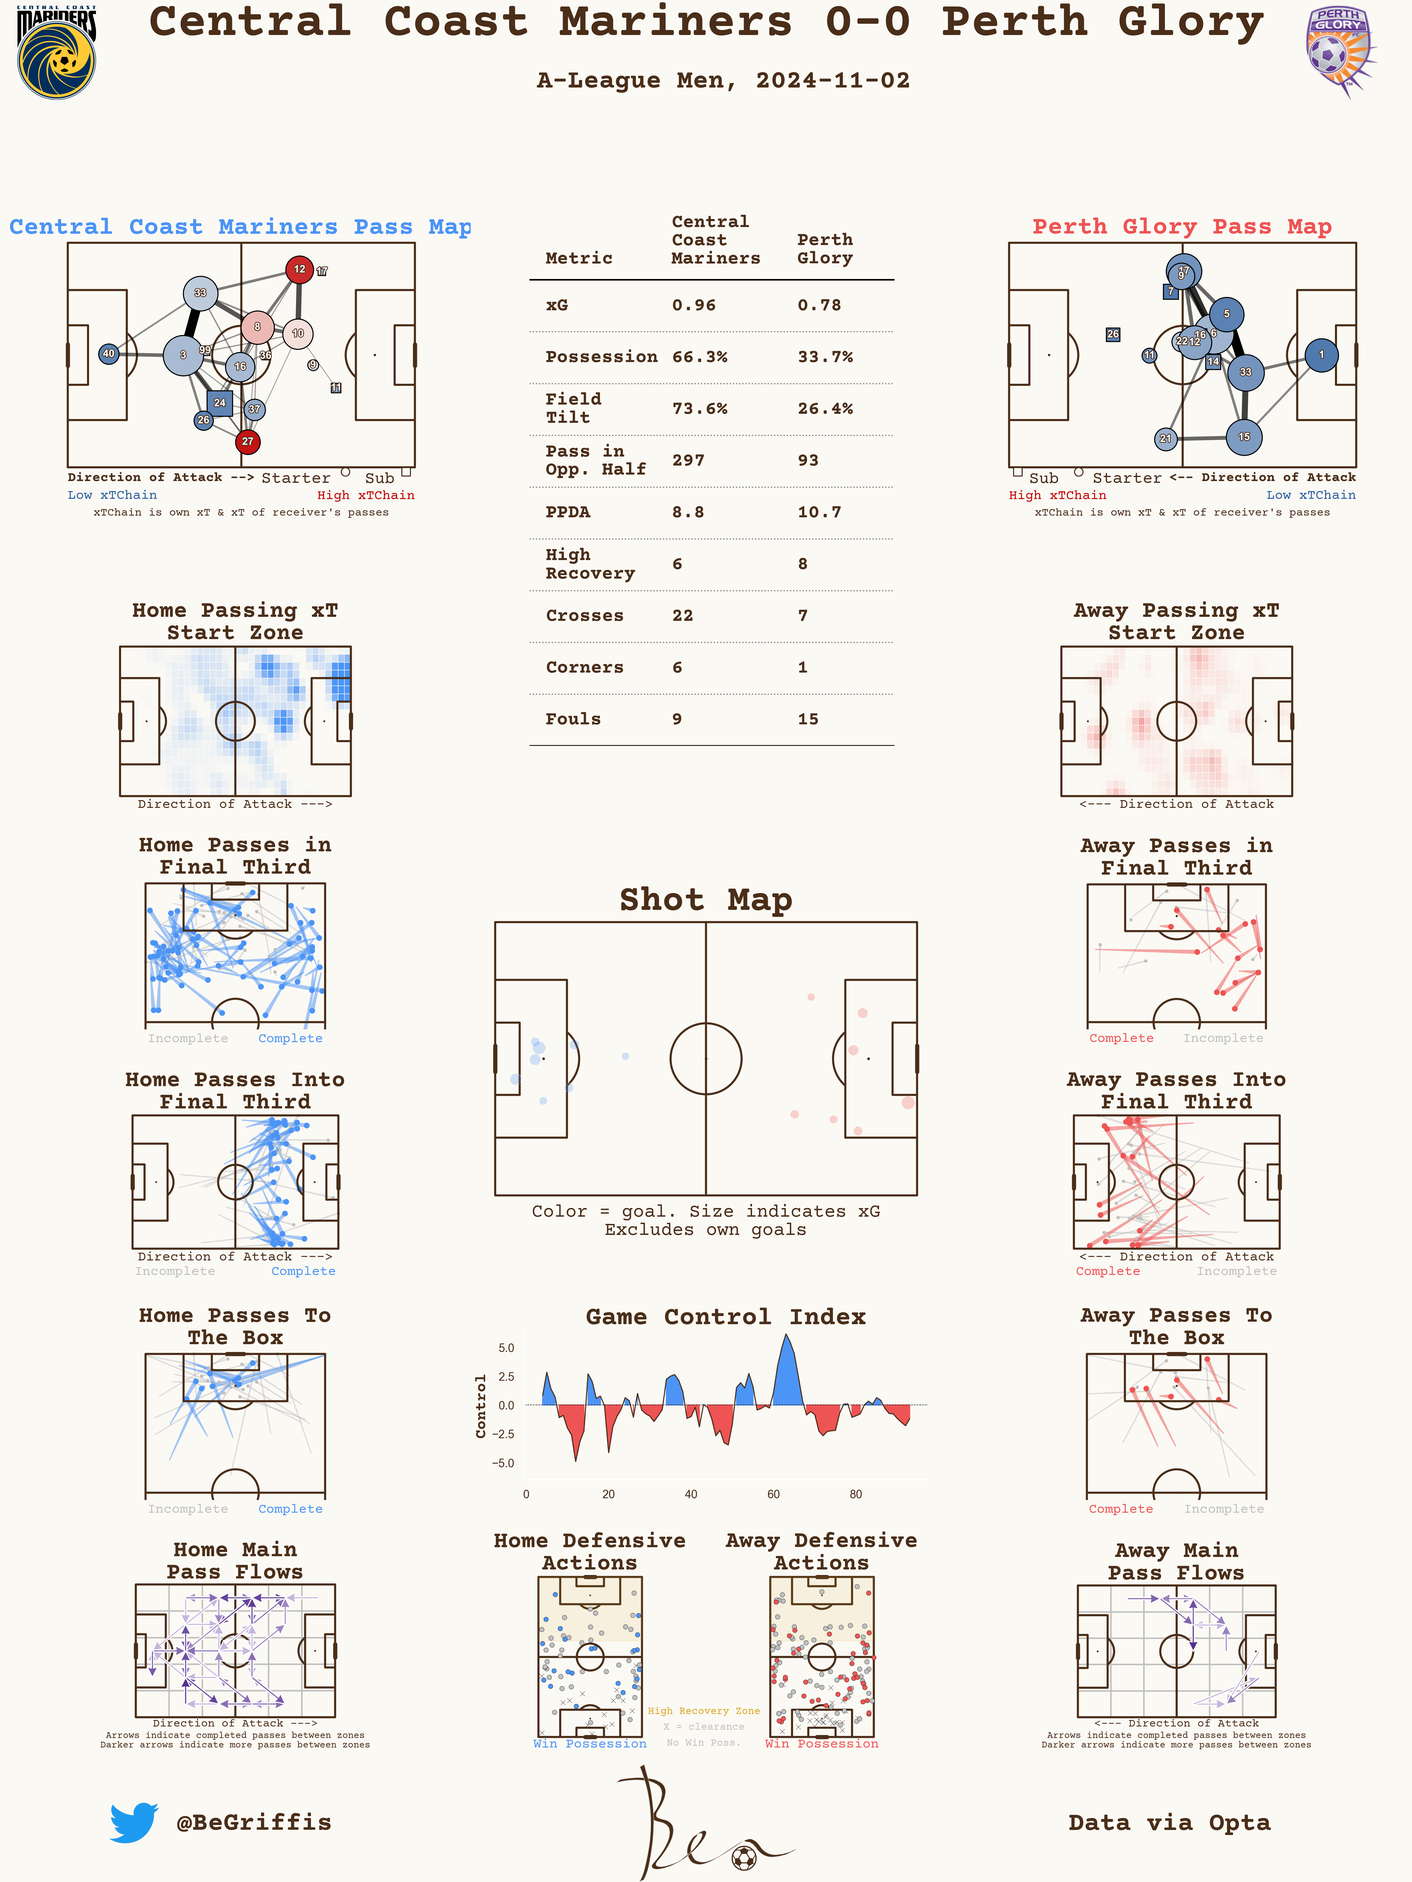 CENTRAL COAST
MARINERS
Central Coast Mariners 0-0 Perth Glory
PERTH
GLORY
A-League Men, 2024-11-02
Central Coast Mariners Pass Map
12
17
33
8
10
40
3
99
36
16
9
11
24
37
26
27
Direction of Attack --> Starter Sub
Low xTChain High xTChain
xTChain is own xT & xT of receiver's passes
Metric Central Coast Mariners Perth Glory
xG 0.96 0.78
Possession 66.3% 33.7%
Field Tilt 73.6% 26.4%
Pass in Opp. Half 297 93
PPDA 8.8 10.7
High Recovery 6 8
Crosses 22 7
Corners 6 1
Fouls 9 15
Perth Glory Pass Map
17
9
7
5
26
16
6
22
12
11
14
1
33
21
15
Sub Starter <-- Direction of Attack
High xTChain Low xTChain
xTChain is own xT & xT of receiver's passes
Home Passing xT
Start Zone
Direction of Attack --->
Away Passing xT
Start Zone
<--- Direction of Attack
Home Passes in
Final Third
Incomplete Complete
Away Passes in
Final Third
Complete Incomplete
Shot Map
Color = goal. Size indicates xG
Excludes own goals
Home Passes Into
Final Third
Direction of Attack --->
Incomplete Complete
Away Passes Into
Final Third
<--- Direction of Attack
Complete Incomplete
Home Passes To
The Box
Incomplete Complete
Game Control Index
Control
5.0
2.5
0.0
−2.5
−5.0
0 20 40 60 80
Away Passes To
The Box
Complete Incomplete
Home Main
Pass Flows
Direction of Attack --->
Arrows indicate completed passes between zones
Darker arrows indicate more passes between zones
Home Defensive
Actions
Win Possession
Away Defensive
Actions
Win Possession
High Recovery Zone
X = clearance
No Win Poss.
Away Main
Pass Flows
<--- Direction of Attack
Arrows indicate completed passes between zones
Darker arrows indicate more passes between zones
@BeGriffis
Ben
Data via Opta